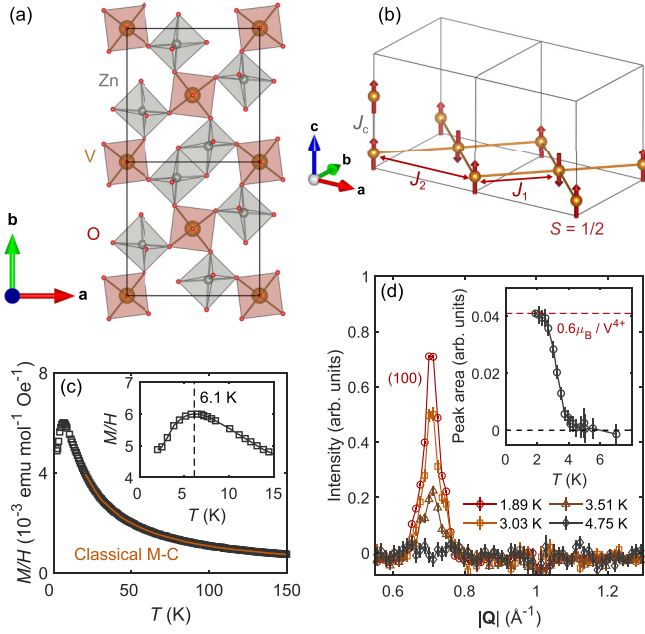 (a)
Zn
V
O
b
a
(b)
J_c
c
b
a
J_2
J_1
S = 1/2
(c)
M/H (10^-3 emu mol^-1 Oe^-1)
8
4
0
50
100
150
T (K)
Classical M-C
M/H
6
5
4
0
5
10
15
T (K)
6.1 K
(d)
Intensity (arb. units)
1
0.8
0.6
0.4
0.2
0
0.6
0.8
1
1.2
|Q| (Å^-1)
(100)
1.89 K
3.03 K
3.51 K
4.75 K
Peak area (arb. units)
0.04
0
0
2
4
6
T (K)
0.6μ_B / V^4+